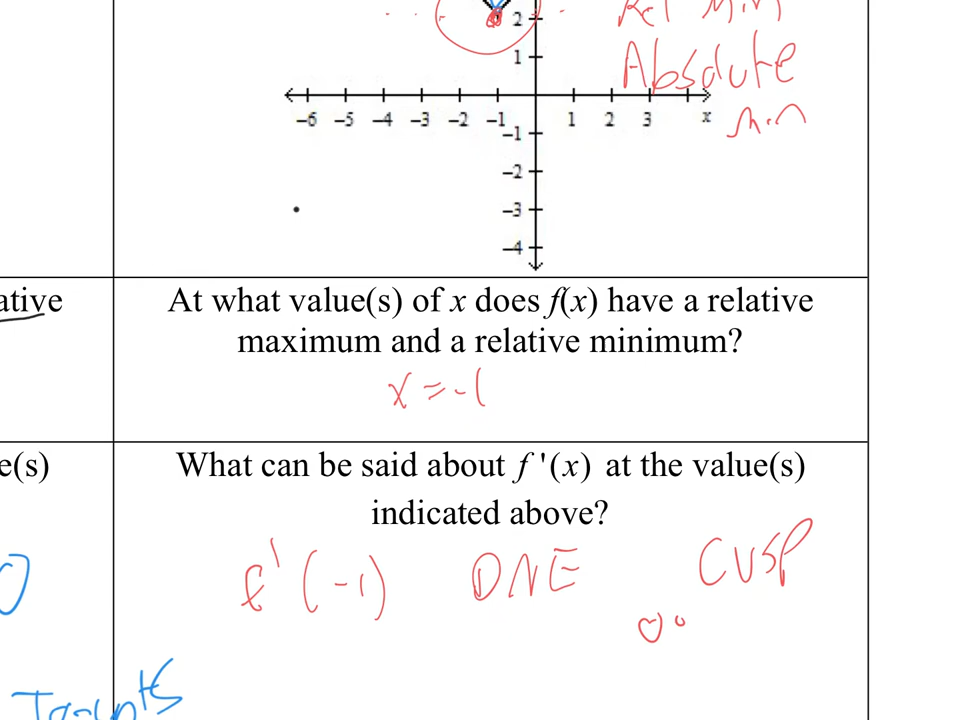 2 Rel Min
1 Absolute
-6 -5 -4 -3 -2 -1 1 2 3 x min
-1
-2
-3
-4
ative At what value(s) of x does f(x) have a relative
maximum and a relative minimum?
x = -1
e(s) What can be said about f '(x) at the value(s)
indicated above?
0 f'(-1) DNE CUSP